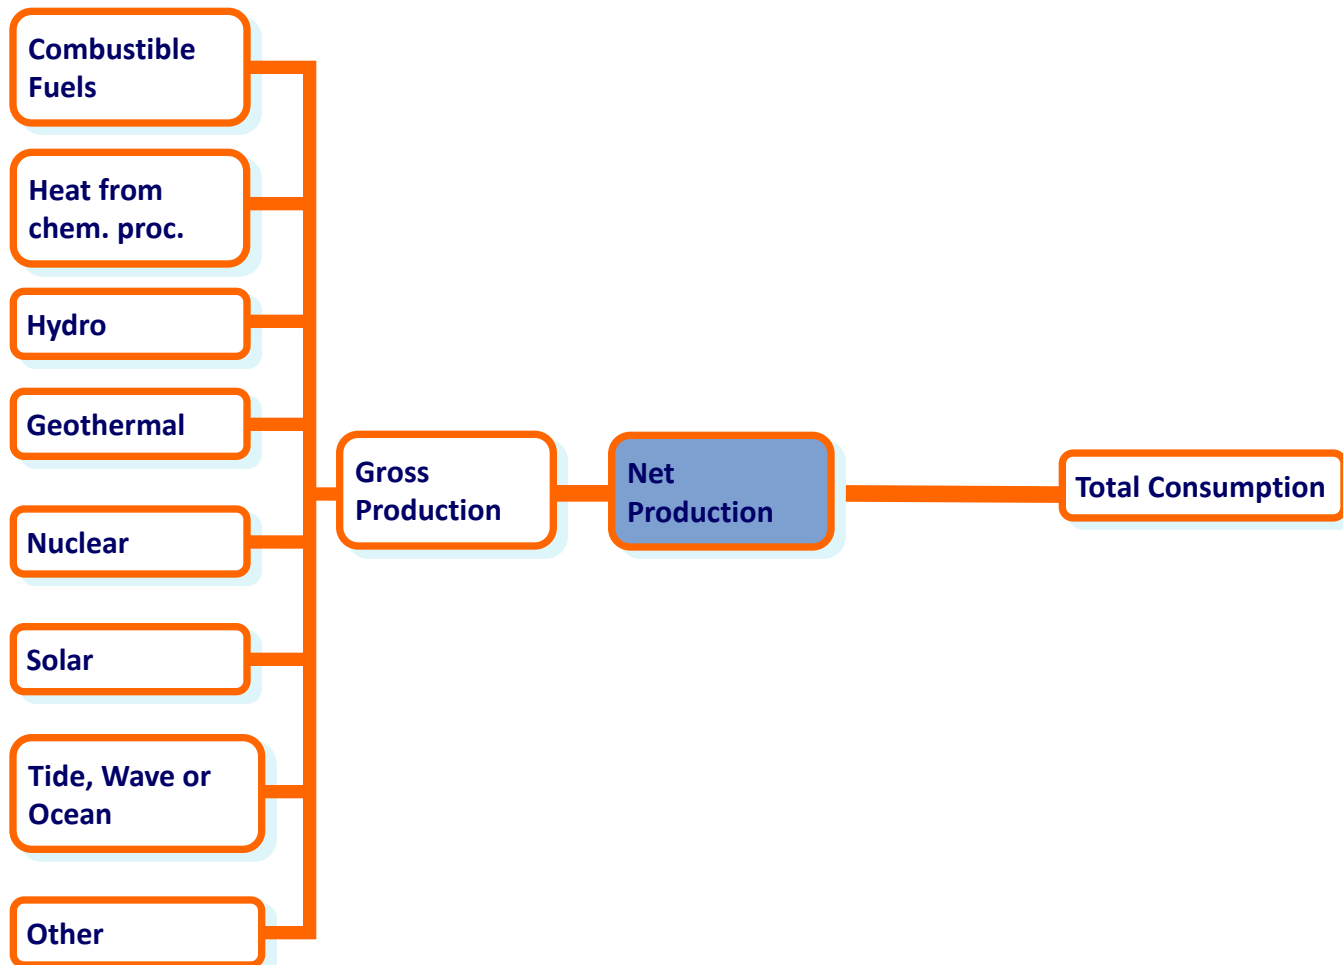 Combustible
Fuels
Heat from
chem. proc.
Hydro
Geothermal
Nuclear
Solar
Tide, Wave or
Ocean
Other
Gross
Production
Net
Production
Total Consumption